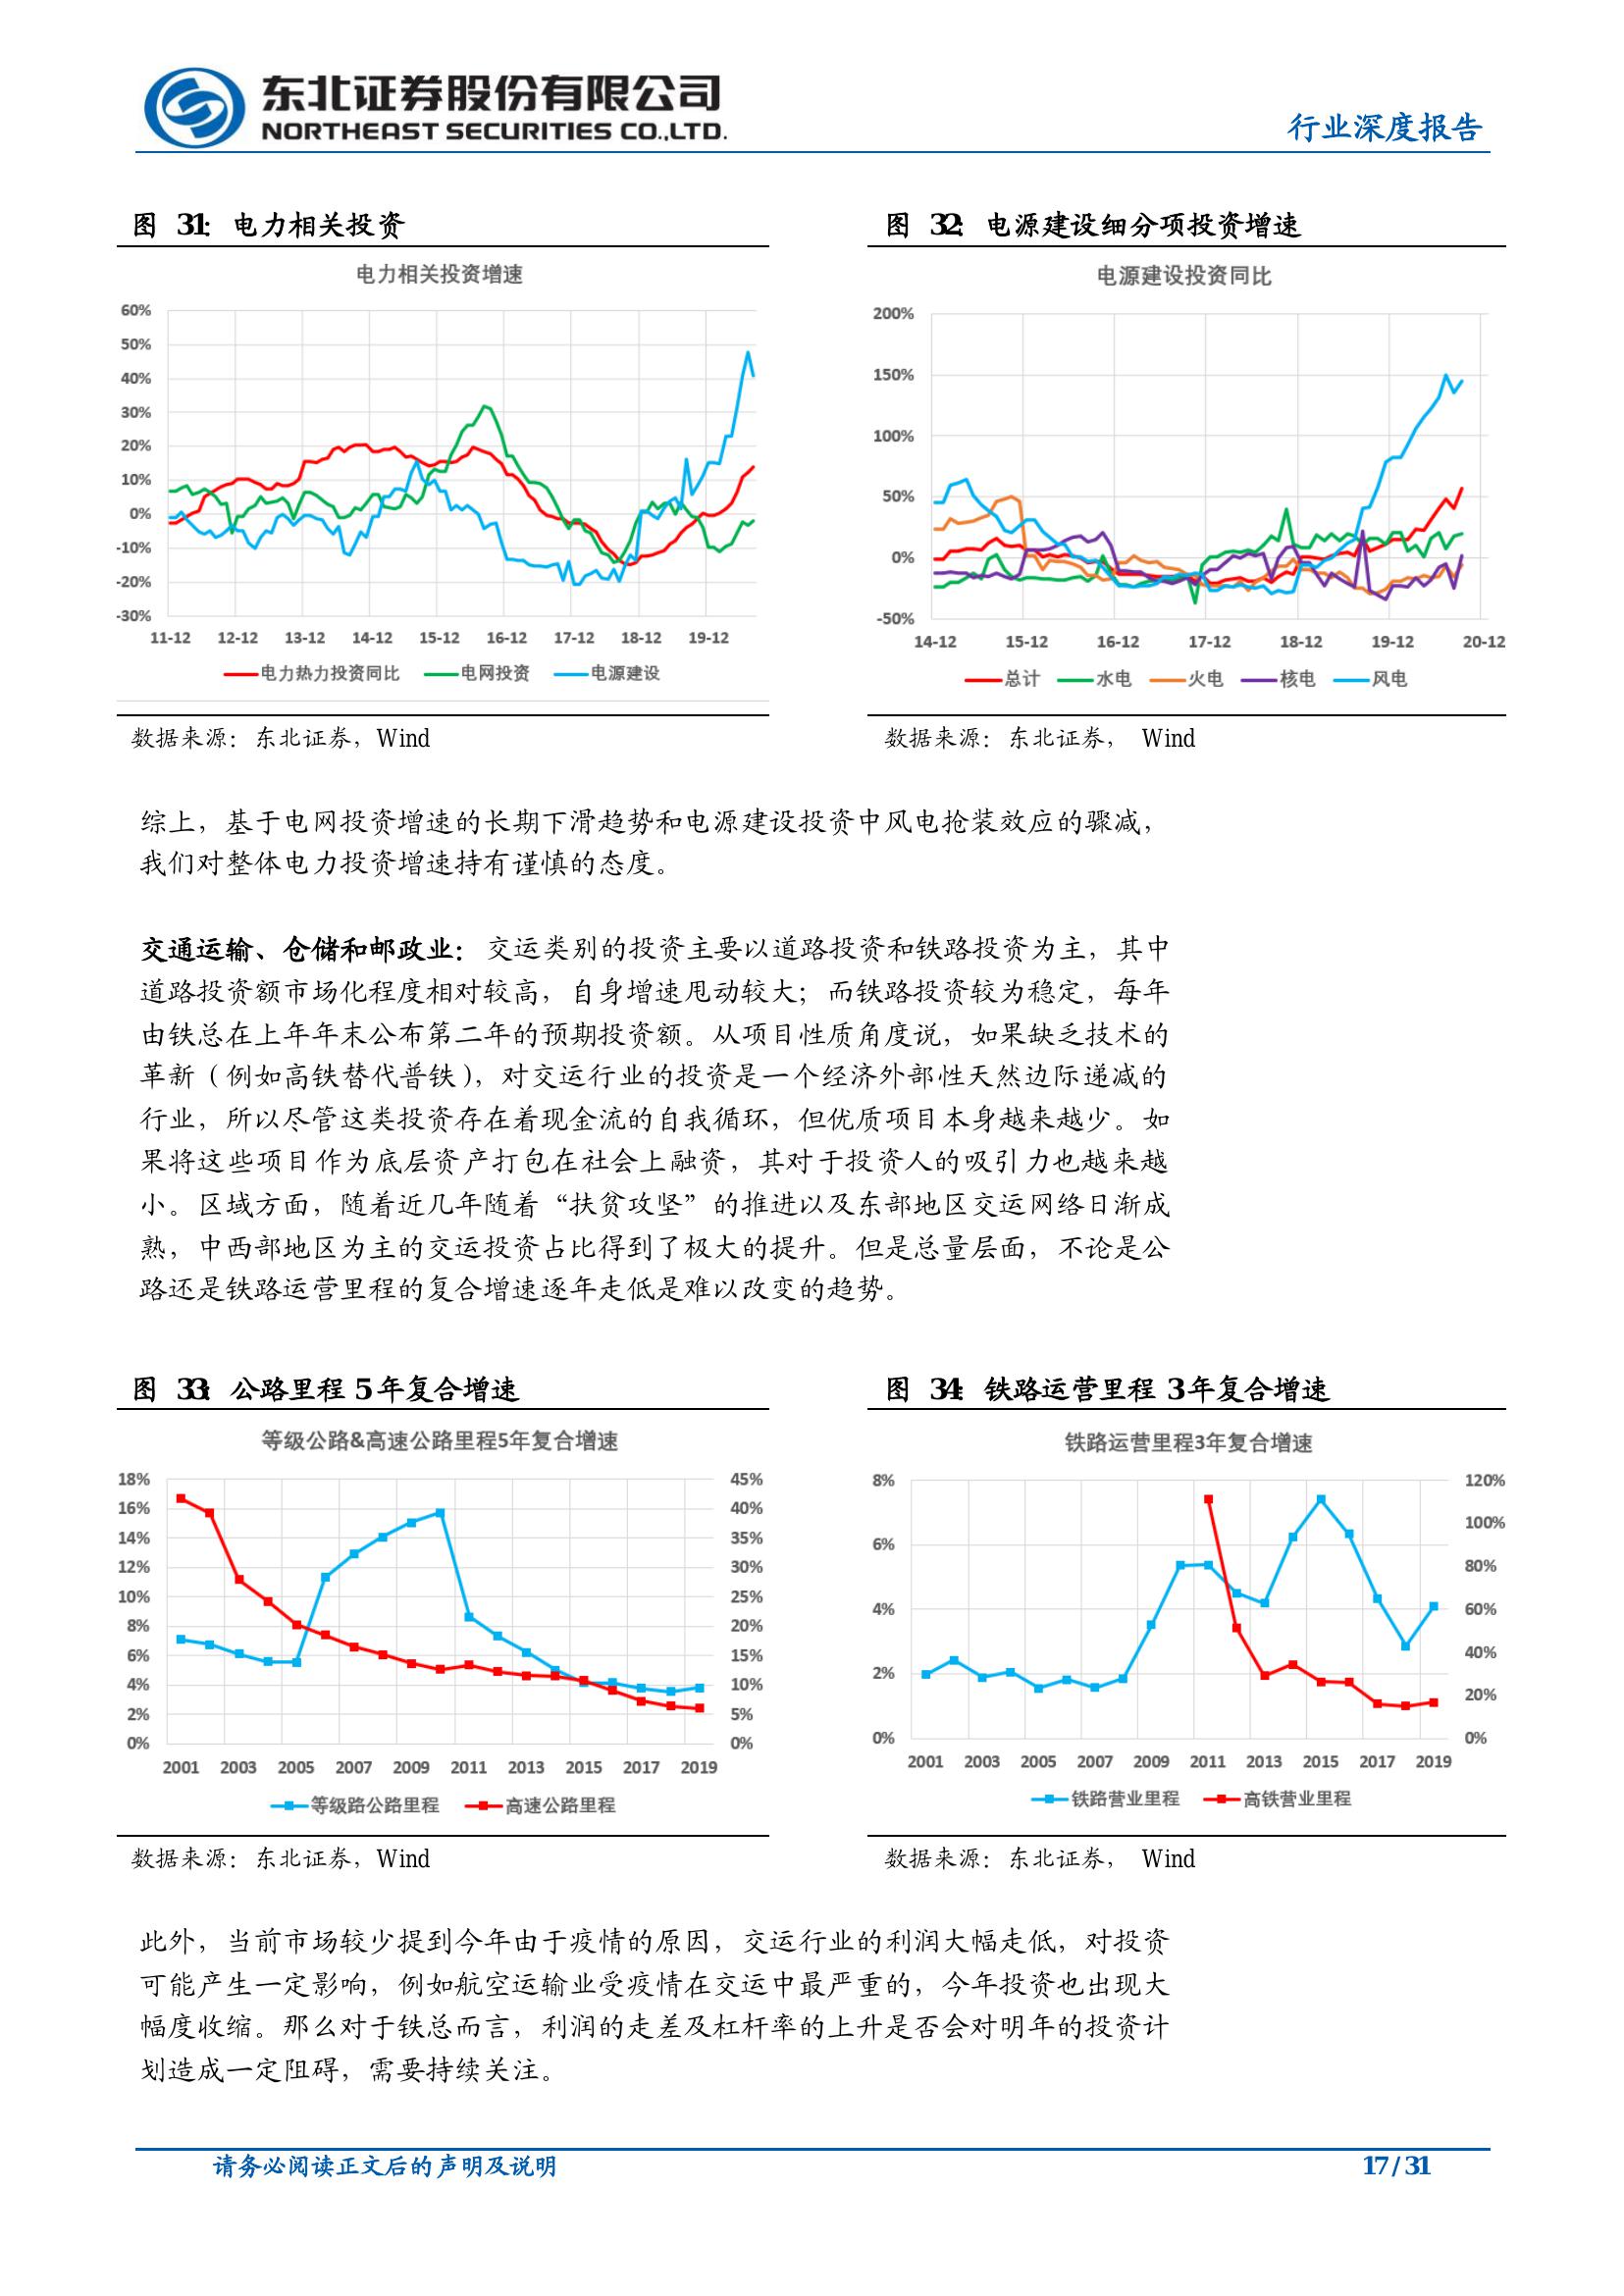 东北证券股份有限公司
NORTHEAST SECURITIES CO.,LTD.
行业深度报告
图 31: 电力相关投资
电力相关投资增速
60%
50%
40%
30%
20%
10%
0%
-10%
-20%
-30%
11-12 12-12 13-12 14-12 15-12 16-12 17-12 18-12 19-12
电力热力投资同比 电网投资 电源建设
数据来源：东北证券，Wind
图 32: 电源建设细分项投资增速
电源建设投资同比
200%
150%
100%
50%
0%
-50%
14-12 15-12 16-12 17-12 18-12 19-12 20-12
总计 水电 火电 核电 风电
数据来源：东北证券， Wind
综上，基于电网投资增速的长期下滑趋势和电源建设投资中风电抢装效应的骤减，
我们对整体电力投资增速持有谨慎的态度。
交通运输、仓储和邮政业：交运类别的投资主要以道路投资和铁路投资为主，其中
道路投资额市场化程度相对较高，自身增速甩动较大；而铁路投资较为稳定，每年
由铁总在上年年末公布第二年的预期投资额。从项目性质角度说，如果缺乏技术的
革新（例如高铁替代普铁），对交运行业的投资是一个经济外部性天然边际递减的
行业，所以尽管这类投资存在着现金流的自我循环，但优质项目本身越来越少。如
果将这些项目作为底层资产打包在社会上融资，其对于投资人的吸引力也越来越
小。区域方面，随着近几年随着“扶贫攻坚”的推进以及东部地区交运网络日渐成
熟，中西部地区为主的交运投资占比得到了极大的提升。但是总量层面，不论是公
路还是铁路运营里程的复合增速逐年走低是难以改变的趋势。
图 33: 公路里程 5 年复合增速
等级公路&高速公路里程5年复合增速
18% 45%
16% 40%
14% 35%
12% 30%
10% 25%
8% 20%
6% 15%
4% 10%
2% 5%
0% 0%
2001 2003 2005 2007 2009 2011 2013 2015 2017 2019
等级路公路里程 高速公路里程
数据来源：东北证券，Wind
图 34: 铁路运营里程 3 年复合增速
铁路运营里程3年复合增速
8% 120%
100%
6% 80%
4% 60%
40%
2% 20%
0% 0%
2001 2003 2005 2007 2009 2011 2013 2015 2017 2019
铁路营业里程 高铁营业里程
数据来源：东北证券， Wind
此外，当前市场较少提到今年由于疫情的原因，交运行业的利润大幅走低，对投资
可能产生一定影响，例如航空运输业受疫情在交运中最严重的，今年投资也出现大
幅度收缩。那么对于铁总而言，利润的走差及杠杆率的上升是否会对明年的投资计
划造成一定阻碍，需要持续关注。
请务必阅读正文后的声明及说明
17 / 31